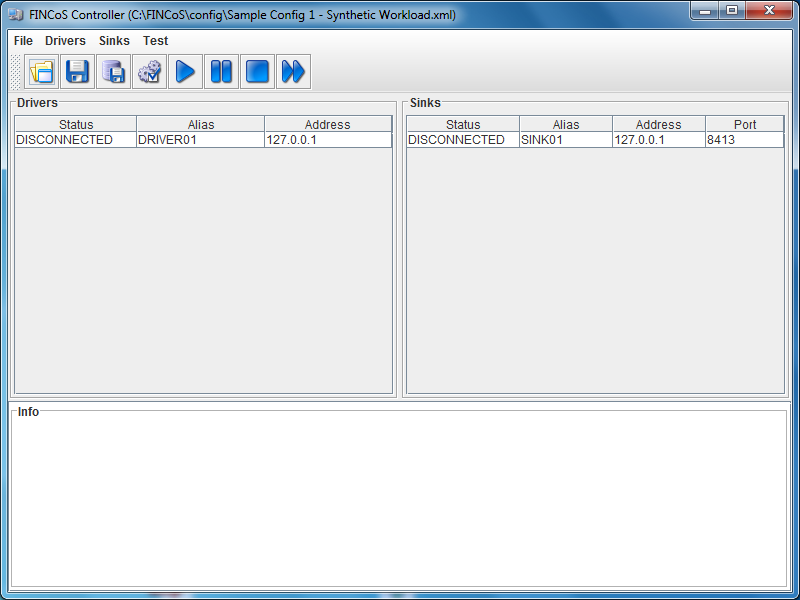 FINCoS Controller (C:\FINCoS\config\Sample Config 1 - Synthetic Workload.xml)
File Drivers Sinks Test
Drivers
Status Alias Address
DISCONNECTED DRIVER01 127.0.0.1
Sinks
Status Alias Address Port
DISCONNECTED SINK01 127.0.0.1 8413
Info